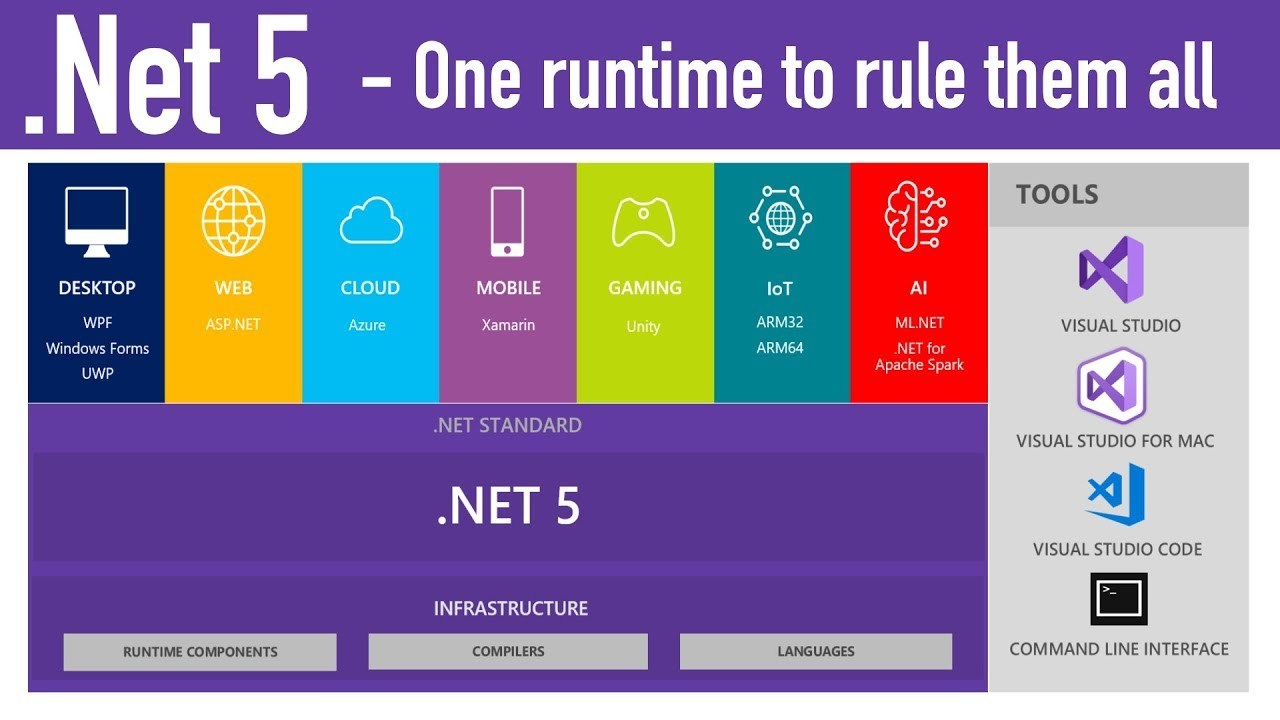 .Net 5 - One runtime to rule them all
DESKTOP
WPF
Windows Forms
UWP
WEB
ASP.NET
CLOUD
Azure
MOBILE
Xamarin
GAMING
Unity
IoT
ARM32
ARM64
AI
ML.NET
.NET for
Apache Spark
.NET STANDARD
.NET 5
INFRASTRUCTURE
RUNTIME COMPONENTS
COMPILERS
LANGUAGES
TOOLS
VISUAL STUDIO
VISUAL STUDIO FOR MAC
VISUAL STUDIO CODE
>_
COMMAND LINE INTERFACE